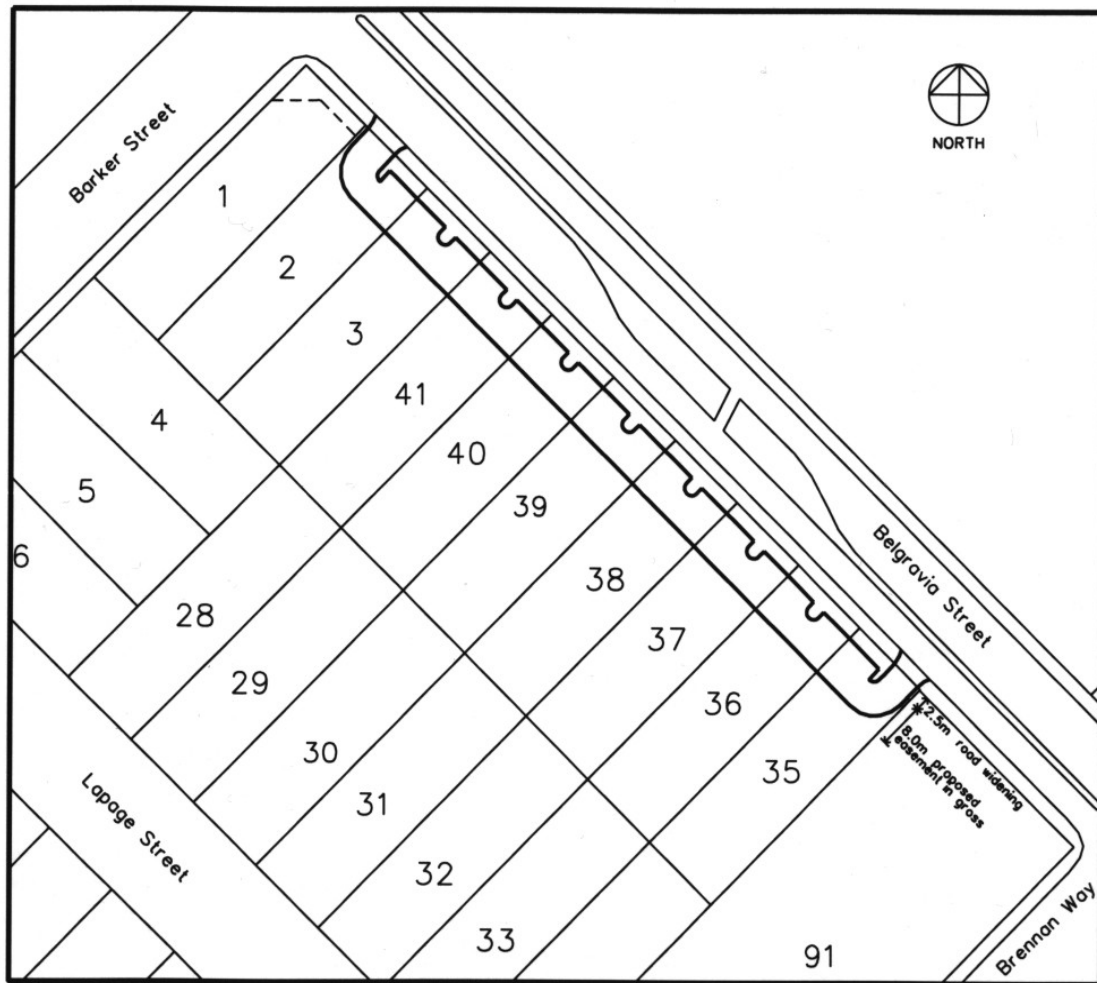 NORTH
Barker Street
1
2
3
4
41
40
5
39
6
38
28
37
29
36
30
35
31
32
33
91
Belgravia Street
2.5m road widening
8.0m proposed
easement in gross
Lapage Street
Brennan Way